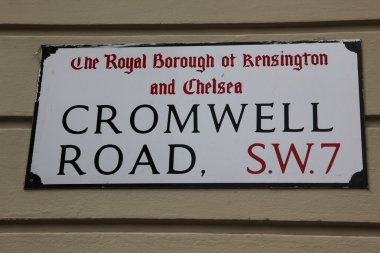 The Royal Borough of Kensington
and Chelsea
CROMWELL
ROAD, S.W.7